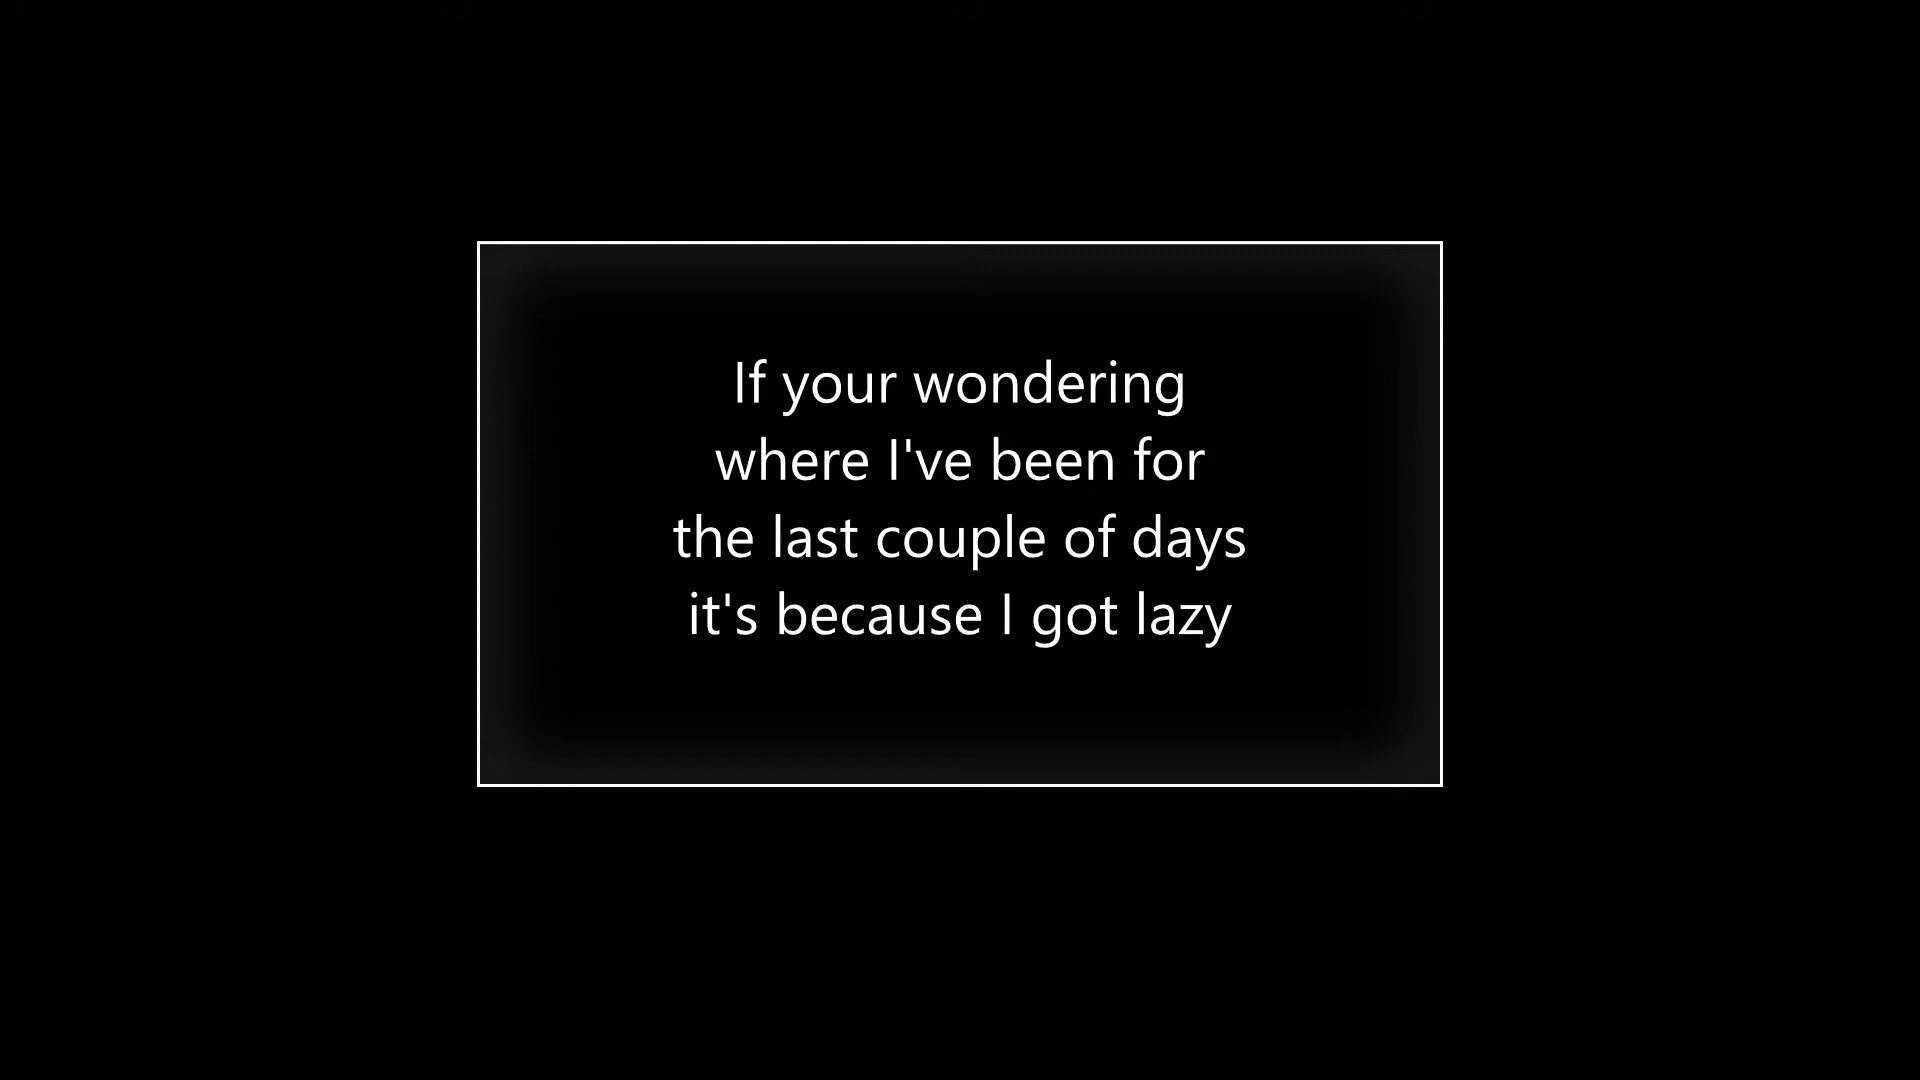 If your wondering
where I've been for
the last couple of days
it's because I got lazy